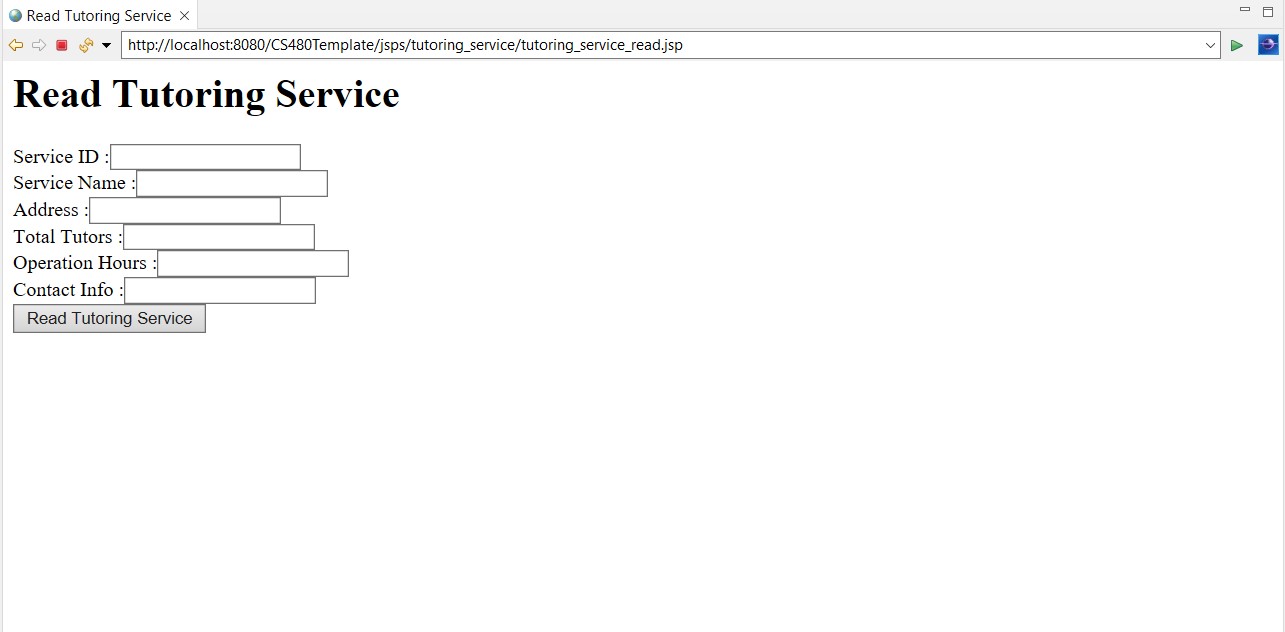 Read Tutoring Service
http://localhost:8080/CS480Template/jsps/tutoring_service/tutoring_service_read.jsp
Read Tutoring Service
Service ID :
Service Name :
Address :
Total Tutors :
Operation Hours :
Contact Info :
Read Tutoring Service